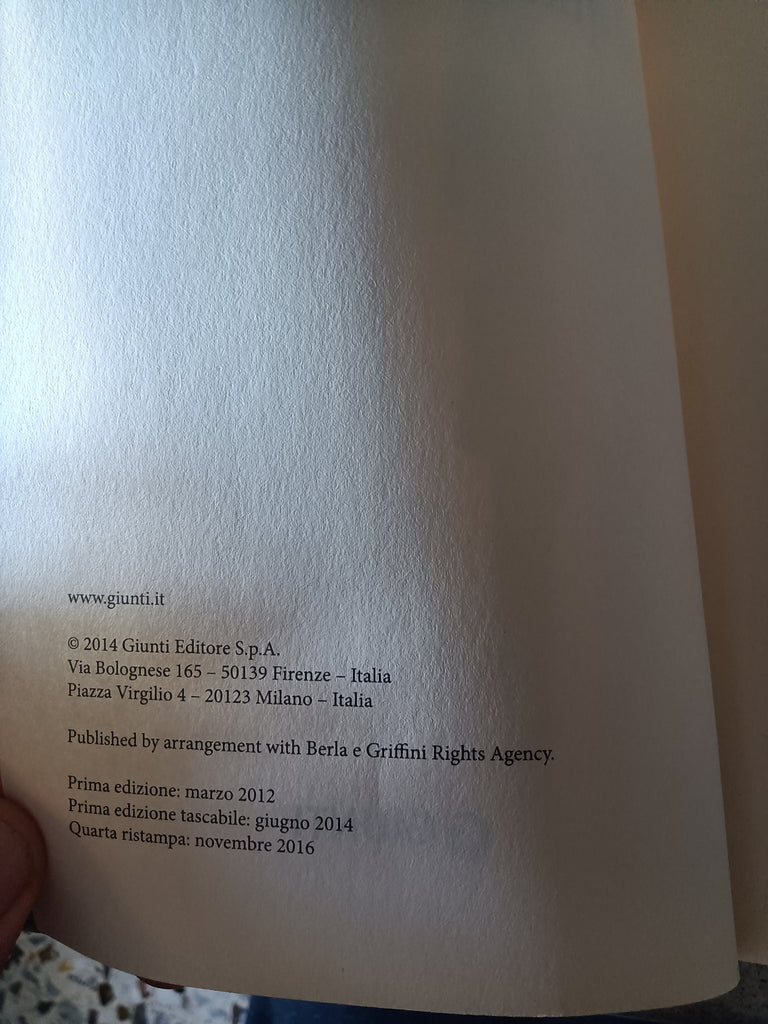 www.giunti.it
© 2014 Giunti Editore S.p.A.
Via Bolognese 165 – 50139 Firenze – Italia
Piazza Virgilio 4 – 20123 Milano – Italia
Published by arrangement with Berla e Griffini Rights Agency.
Prima edizione: marzo 2012
Prima edizione tascabile: giugno 2014
Quarta ristampa: novembre 2016